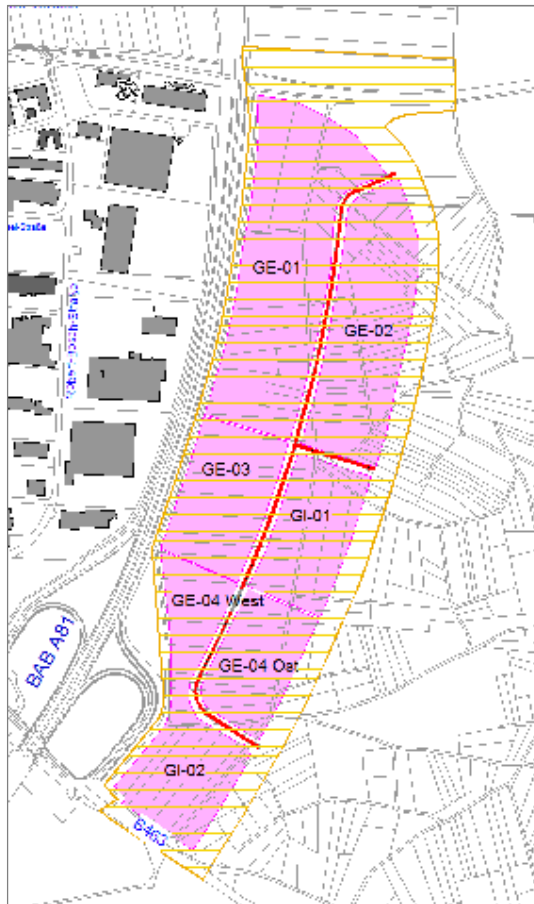 GE-01
GE-02
GE-03
GI-01
GE-04 West
GE-04 Ost
BAB A81
GI-02
B463